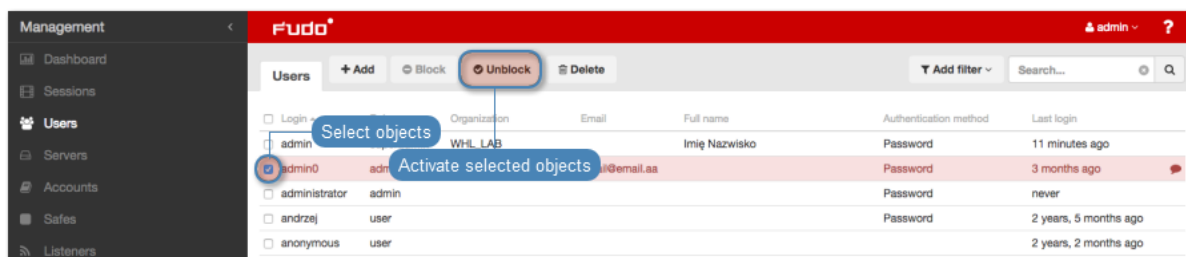 Management
FUDO
admin
?
Dashboard
Users
+ Add
Block
Unblock
Delete
Add filter
Search...
Sessions
Users
Login
Organization
Email
Full name
Authentication method
Last login
Select objects
admin
WHL_LAB
Imię Nazwisko
Password
11 minutes ago
Servers
Activate selected objects
admin0
@email.aa
Password
3 months ago
Accounts
administrator
admin
Password
never
Safes
andrzej
user
Password
2 years, 5 months ago
Listeners
anonymous
user
2 years, 2 months ago